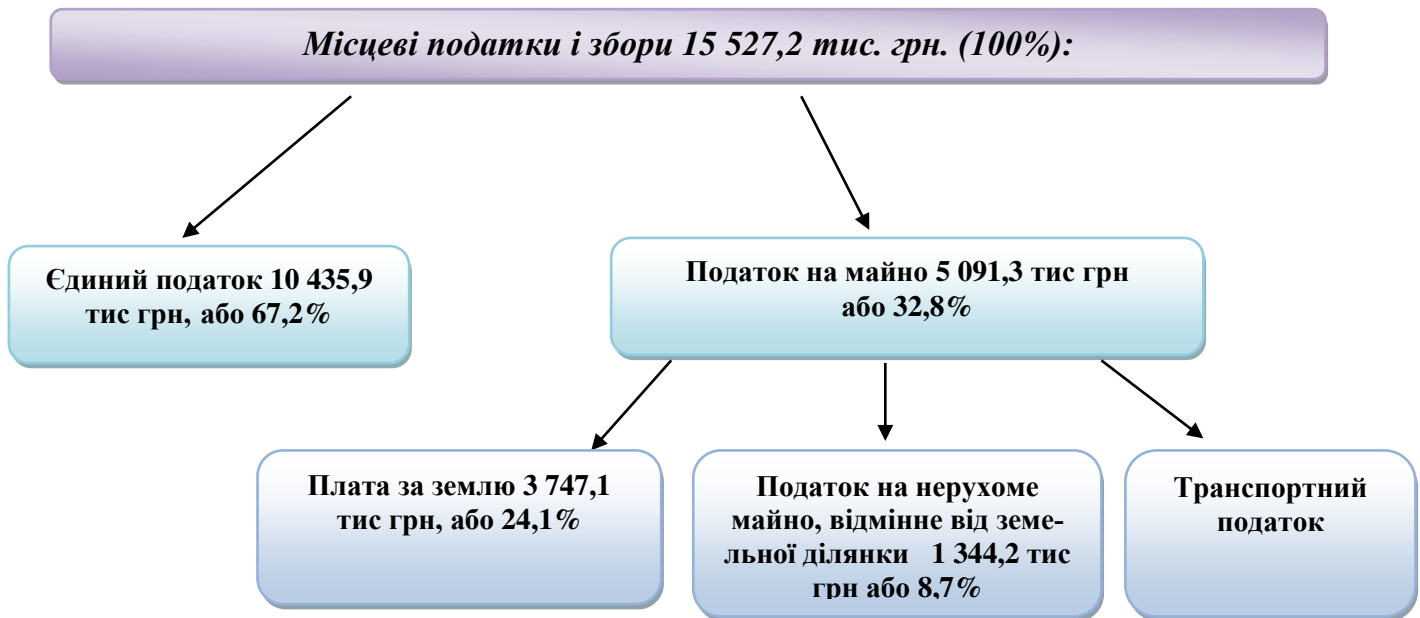 Місцеві податки і збори 15 527,2 тис. грн. (100%):
Єдиний податок 10 435,9
тис грн, або 67,2%
Податок на майно 5 091,3 тис грн
або 32,8%
Плата за землю 3 747,1
тис грн, або 24,1%
Податок на нерухоме
майно, відмінне від земе-
льної ділянки 1 344,2 тис
грн або 8,7%
Транспортний
податок